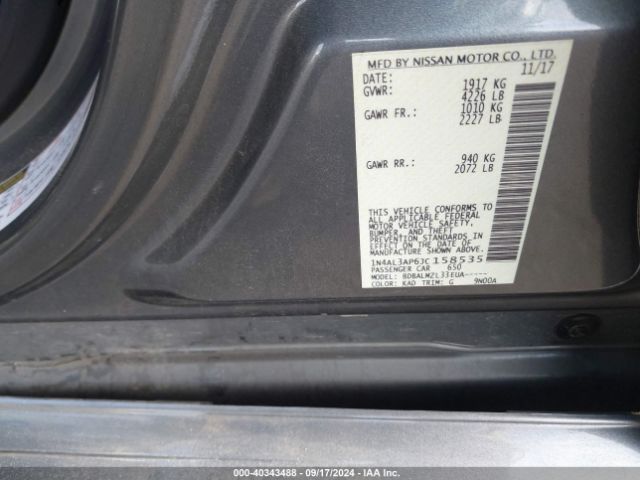 MFD BY NISSAN MOTOR CO., LTD.
DATE: 11/17
GVWR: 1917 KG
4226 LB
GAWR FR.: 1010 KG
2227 LB
GAWR RR.: 940 KG
2072 LB
THIS VEHICLE CONFORMS TO
ALL APPLICABLE FEDERAL
MOTOR VEHICLE SAFETY,
BUMPER, AND THEFT
PREVENTION STANDARDS IN
EFFECT ON THE DATE OF
MANUFACTURE SHOWN ABOVE.
1N4AL3AP6JC158535
PASSENGER CAR 650
MODEL: BDBALMZL33EUA-----
COLOR: KAD TRIM: G 9N00A
000-40343488 - 09/17/2024 - IAA Inc.